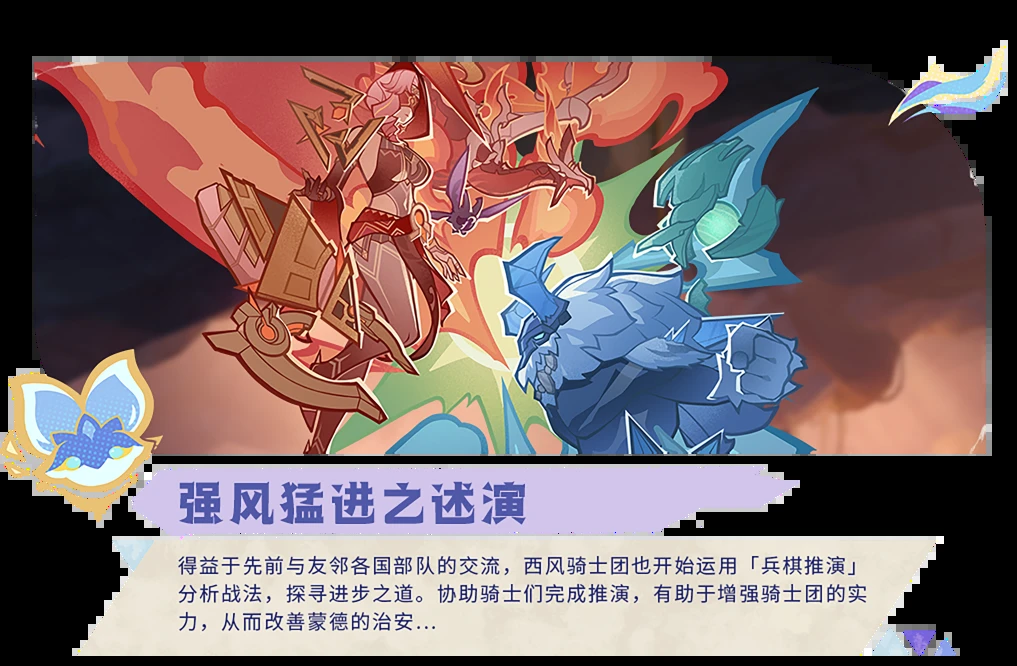 强风猛进之述演
得益于先前与友邻各国部队的交流，西风骑士团也开始运用「兵棋推演」
分析战法，探寻进步之道。协助骑士们完成推演，有助于增强骑士团的实
力，从而改善蒙德的治安...